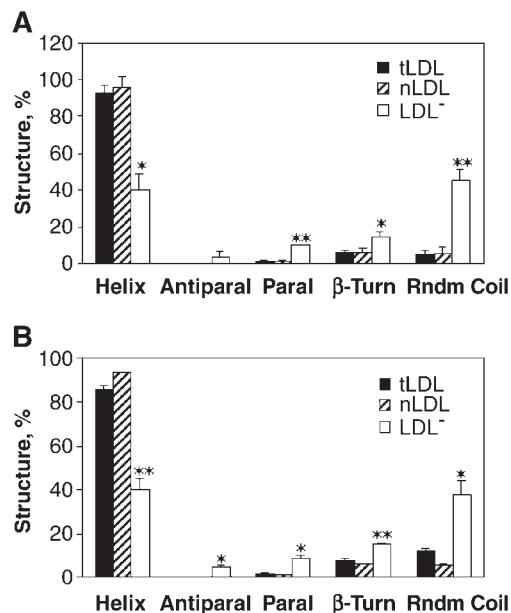 A
Structure, %
120
100
80
60
40
20
0
tLDL
nLDL
LDL⁻
*
**
*
**
Helix Antiparal Paral β-Turn Rndm Coil
B
Structure, %
100
80
60
40
20
0
tLDL
nLDL
LDL⁻
**
*
*
**
*
Helix Antiparal Paral β-Turn Rndm Coil